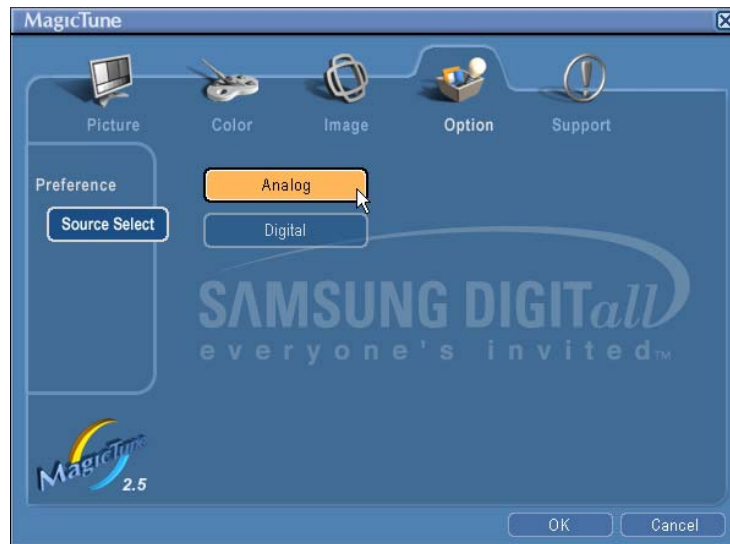 MagicTune
Picture
Color
Image
Option
Support
Preference
Source Select
Analog
Digital
SAMSUNG DIGITall
everyone's invited™
MagicTune
2.5
OK
Cancel